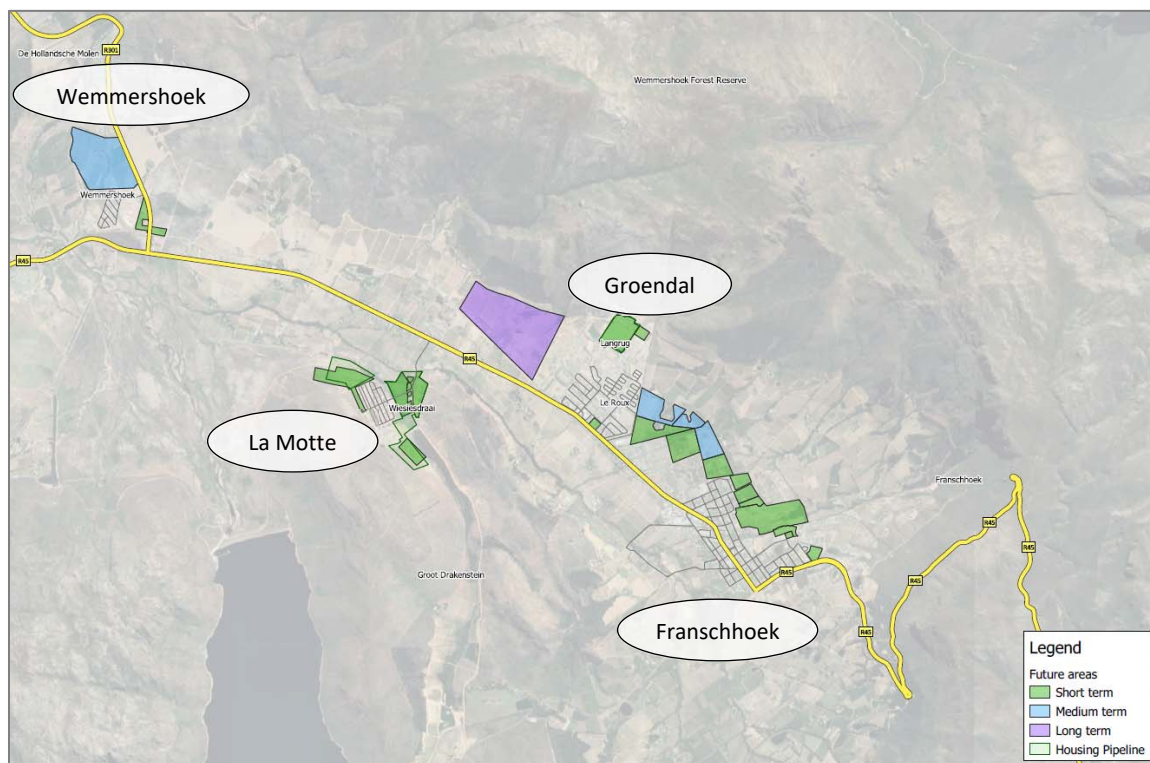 R301
De Hollandsche Molen
Wemmershoek Forest Reserve
Wemmershoek
Wemmershoek
R45
Groendal
Langrug
R45
Le Roux
Wiesiesdraai
La Motte
Franschhoek
R45
R45
R45
Groot Drakenstein
R45
R45
Franschhoek
Legend
Future areas
Short term
Medium term
Long term
Housing Pipeline